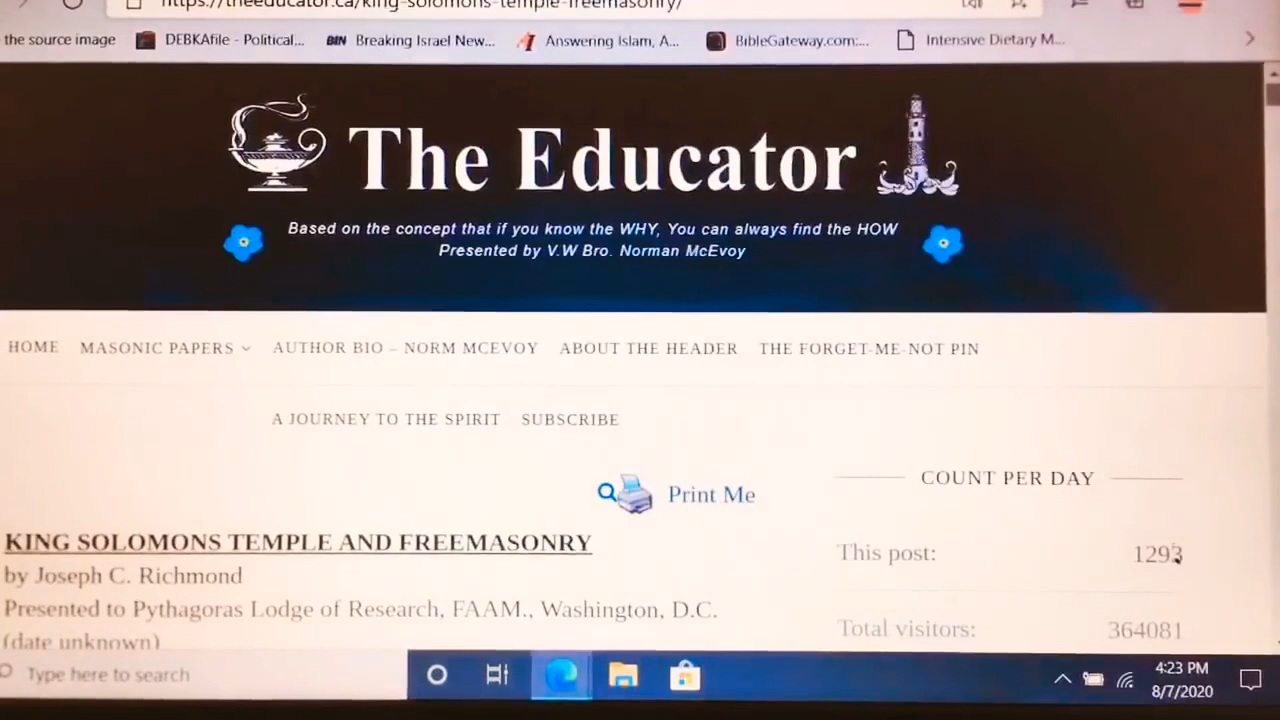 https://theeducator.ca/king-solomons-temple-freemasonry/
the source image DEBKAfile - Political... BIN Breaking Israel New... Answering Islam, A... BibleGateway.com:... Intensive Dietary M...
The Educator
Based on the concept that if you know the WHY, You can always find the HOW
Presented by V.W Bro. Norman McEvoy
HOME MASONIC PAPERS AUTHOR BIO – NORM MCEVOY ABOUT THE HEADER THE FORGET-ME-NOT PIN
A JOURNEY TO THE SPIRIT SUBSCRIBE
Print Me
KING SOLOMONS TEMPLE AND FREEMASONRY
by Joseph C. Richmond
Presented to Pythagoras Lodge of Research, FAAM., Washington, D.C.
(date unknown)
COUNT PER DAY
This post: 1293
Total visitors: 364081
Type here to search
4:23 PM
8/7/2020